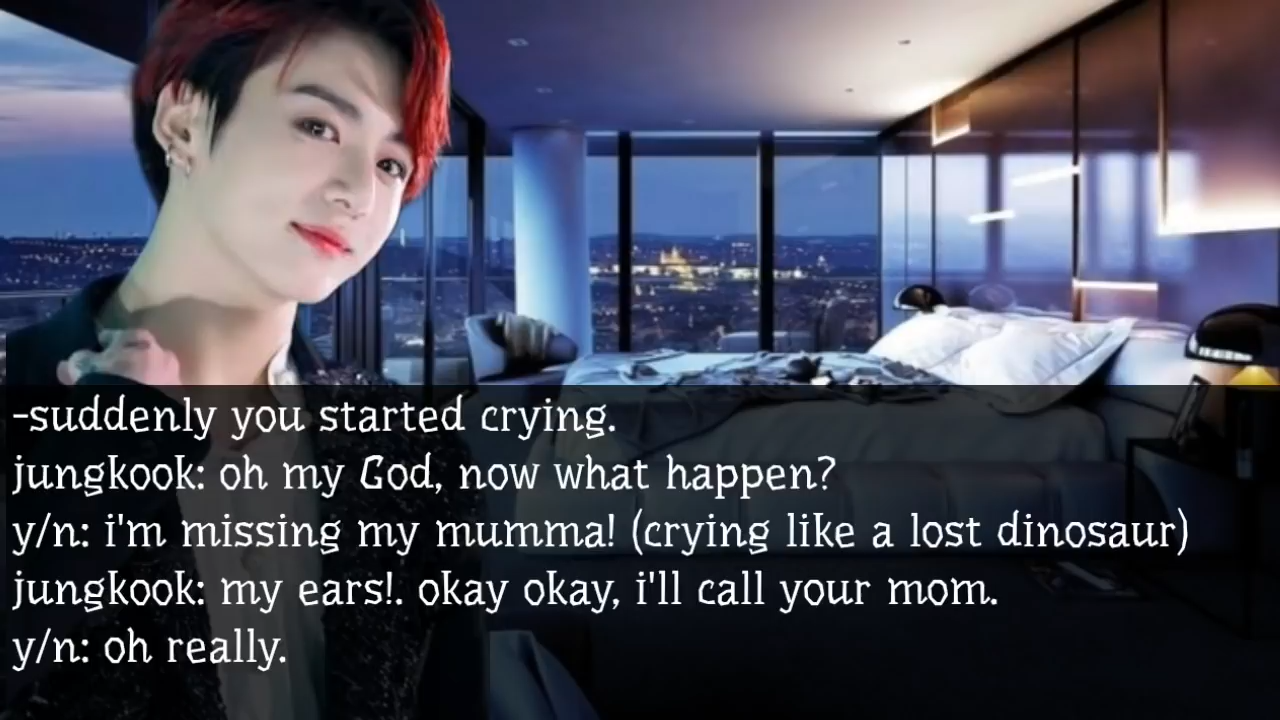 -suddenly you started crying.
jungkook: oh my God, now what happen?
y/n: i'm missing my mumma! (crying like a lost dinosaur)
jungkook: my ears!. okay okay, i'll call your mom.
y/n: oh really.